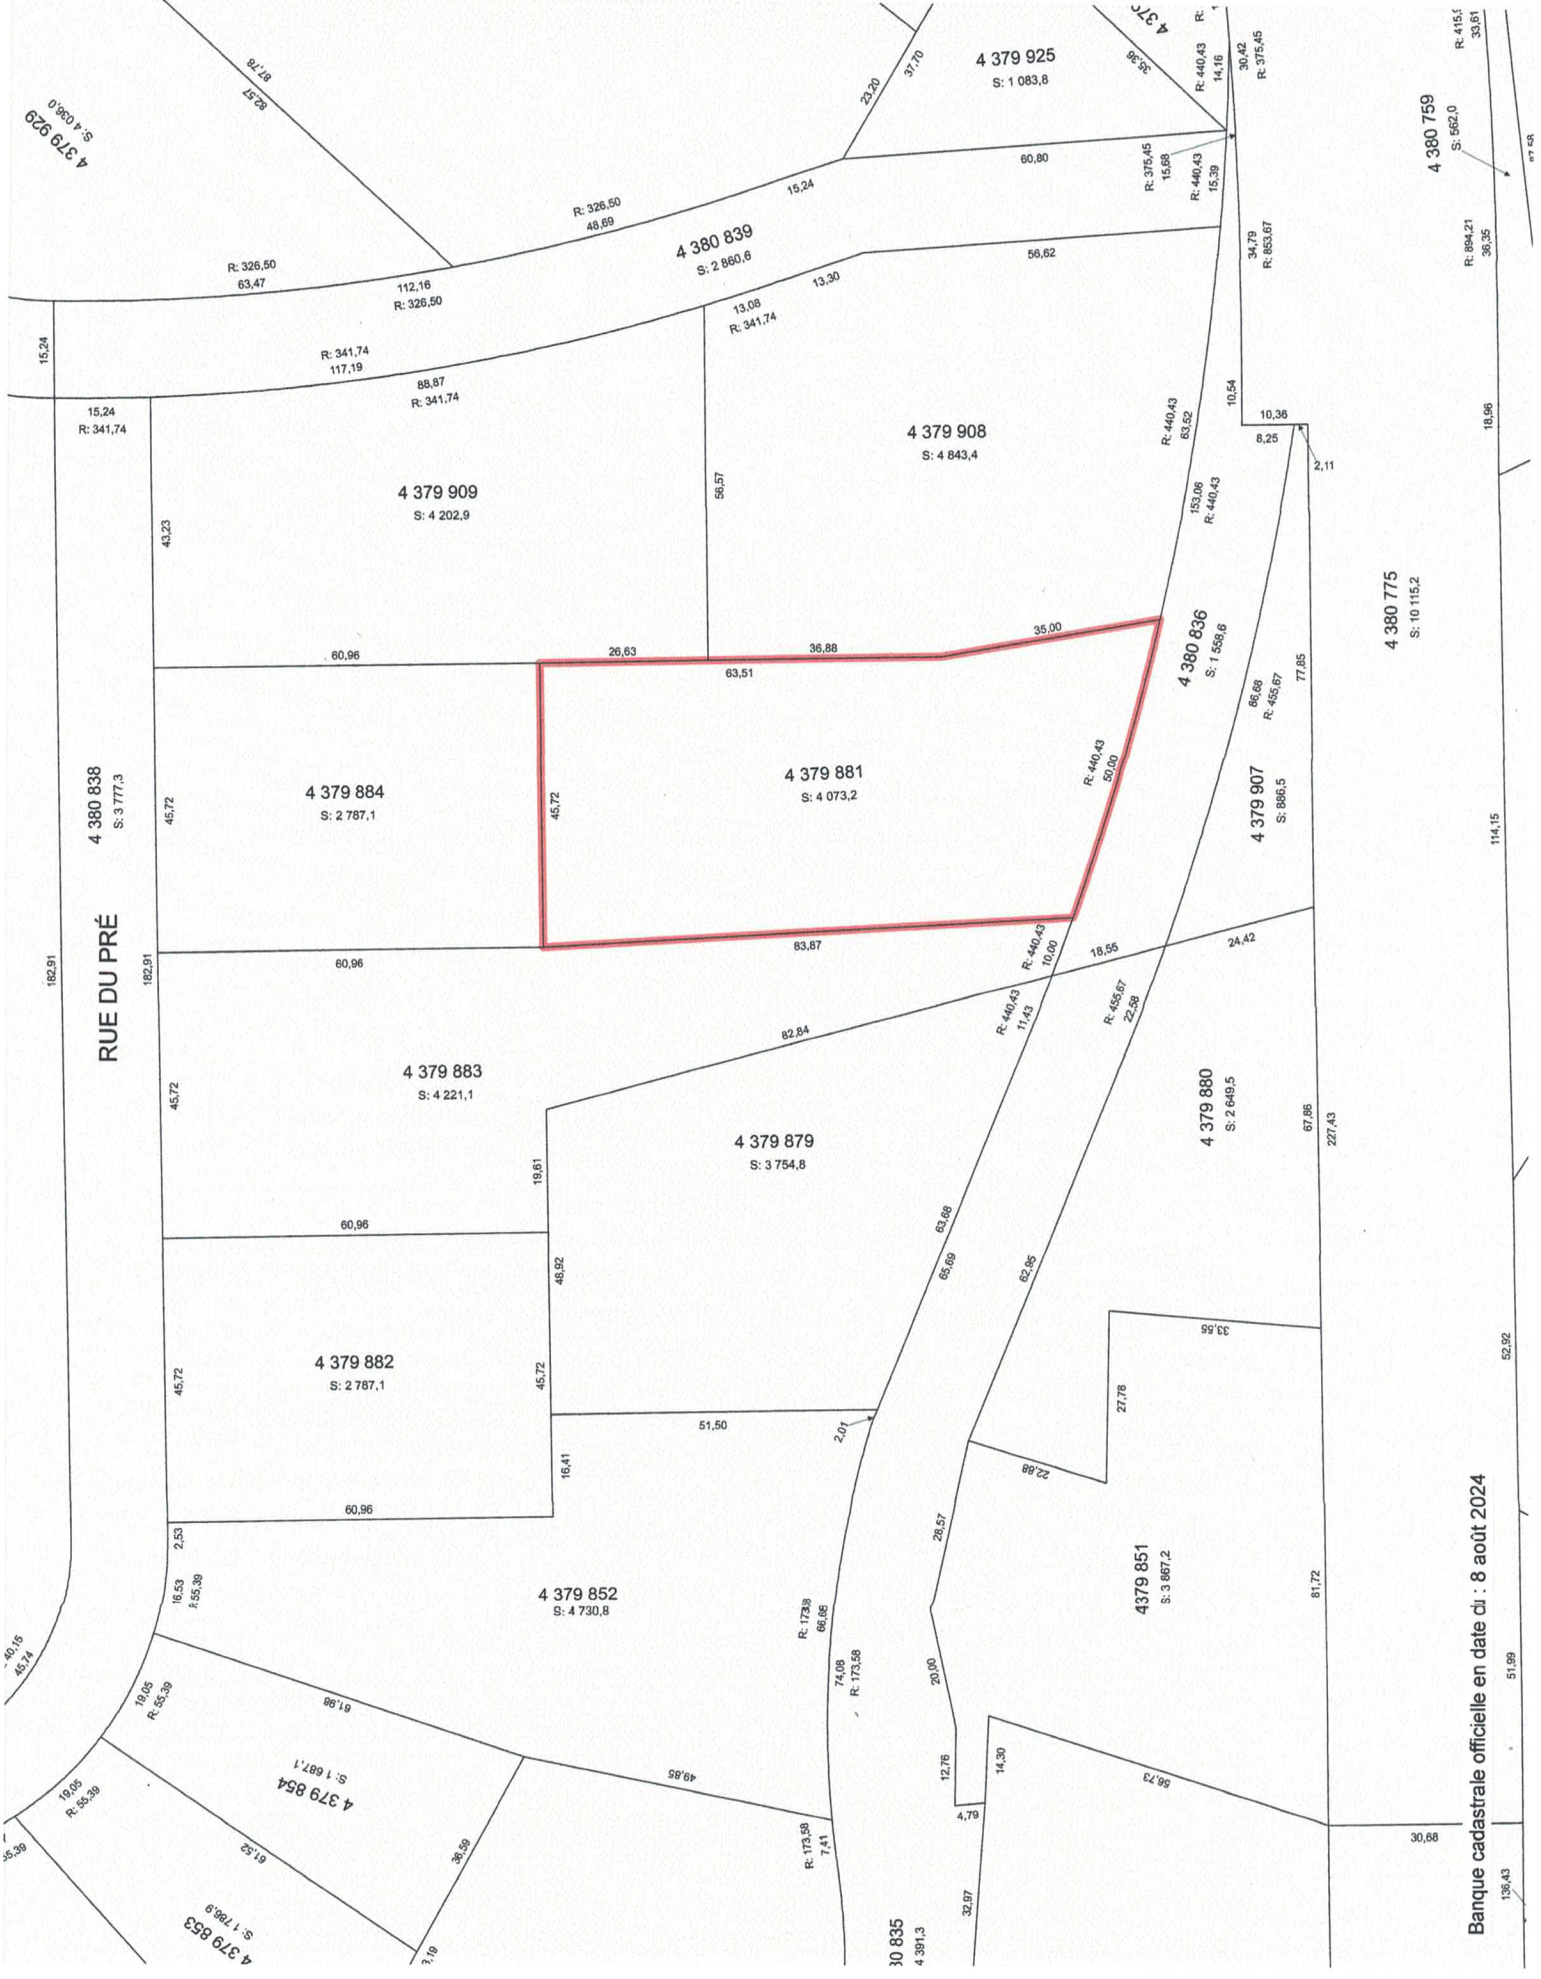 87,78
82,57
4 379 929
S: 4 036,0
23,20
37,70
4 379 925
S: 1 083,8
35,36
R: 440,43
14,16
30,42
R: 375,45
33,61
4 380 759
S: 562,0
60,80
R: 375,45
15,68
R: 440,43
15,39
15,24
R: 326,50
48,69
4 380 839
S: 2 860,6
R: 326,50
63,47
112,16
R: 326,50
56,62
34,79
R: 853,67
R: 894,21
36,35
13,30
13,08
R: 341,74
15,24
R: 341,74
117,19
88,87
R: 341,74
15,24
R: 341,74
10,54
10,36
8,25
2,11
18,96
R: 440,43
63,52
4 379 908
S: 4 843,4
4 379 909
S: 4 202,9
56,57
43,23
153,06
R: 440,43
4 380 775
S: 10 115,2
35,00
36,88
26,63
63,51
60,96
4 380 836
S: 1 558,6
77,85
86,68
R: 455,67
R: 440,43
50,00
4 379 881
S: 4 073,2
4 379 884
S: 2 787,1
45,72
45,72
4 380 838
S: 3 777,3
RUE DU PRÉ
4 379 907
S: 886,5
114,15
83,87
R: 440,43
10,00
18,55
24,42
60,96
182,91
182,91
R: 440,43
11,43
R: 455,67
22,58
82,84
4 379 883
S: 4 221,1
45,72
4 379 880
S: 2 649,5
67,86
227,43
4 379 879
S: 3 754,8
19,61
60,96
48,92
63,68
65,69
62,95
33,55
52,92
4 379 882
S: 2 787,1
45,72
45,72
27,78
51,50
2,01
16,41
22,88
60,96
2,53
16,53
R:55,39
28,57
4 379 852
S: 4 730,8
4379 851
S: 3 867,2
81,72
66,68
74,08
R: 173,58
20,00
40,15
45,74
61,98
19,05
R: 55,39
51,99
12,76
14,30
56,73
49,85
4 379 854
S: 1 687,1
19,05
R: 55,39
4,79
30,68
R: 173,58
7,41
61,52
36,59
136,43
32,97
4 379 853
S: 1 786,9
4 391,3
Banque cadastrale officielle en date du : 8 août 2024